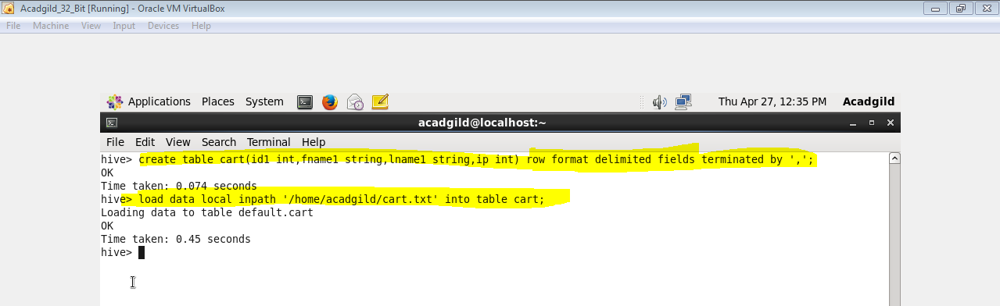 Acadgild_32_Bit [Running] - Oracle VM VirtualBox
File Machine View Input Devices Help
Applications Places System Thu Apr 27, 12:35 PM Acadgild
acadgild@localhost:~
File Edit View Search Terminal Help
hive> create table cart(id1 int,fname1 string,lname1 string,ip int) row format delimited fields terminated by ',';
OK
Time taken: 0.074 seconds
hive> load data local inpath '/home/acadgild/cart.txt' into table cart;
Loading data to table default.cart
OK
Time taken: 0.45 seconds
hive>